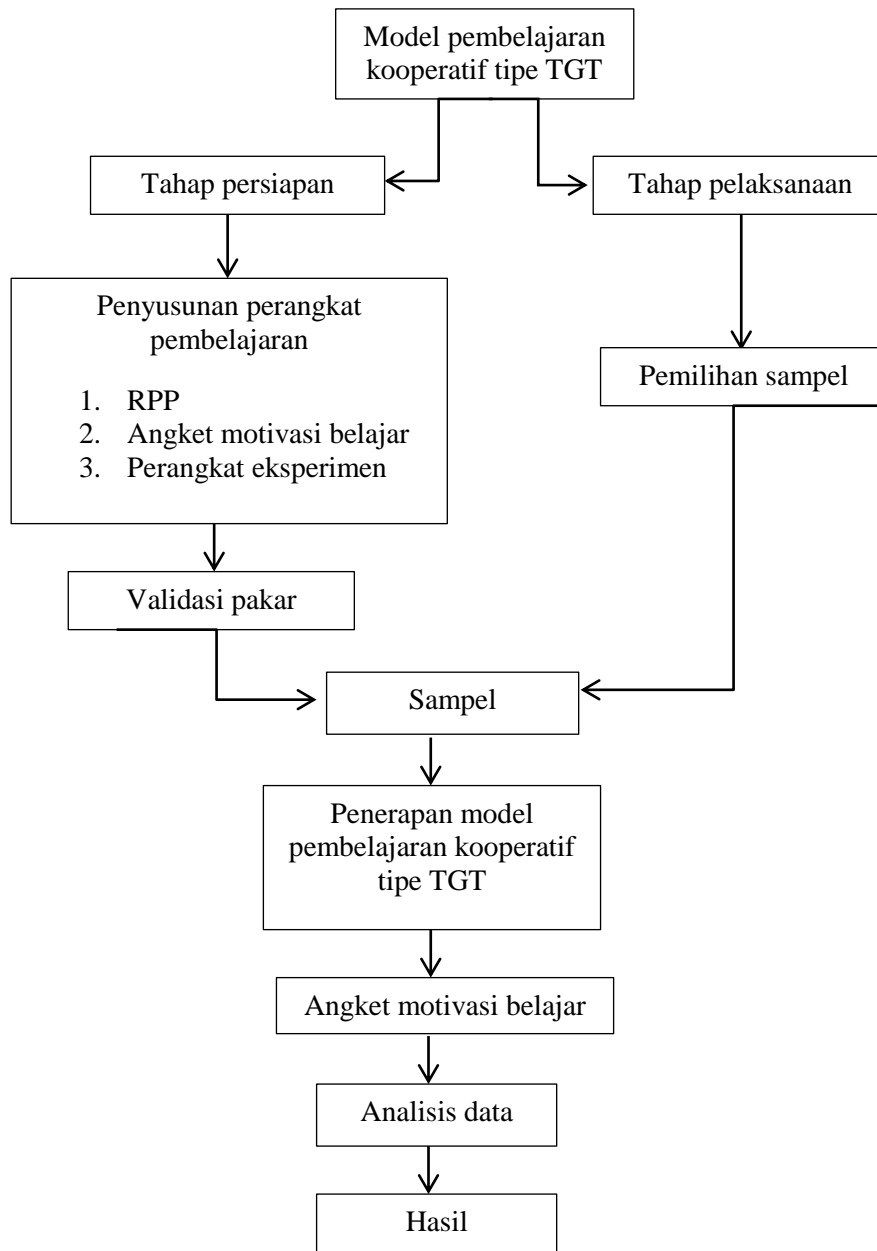 Model pembelajaran
kooperatif tipe TGT
Tahap persiapan
Tahap pelaksanaan
Penyusunan perangkat
pembelajaran
1. RPP
2. Angket motivasi belajar
3. Perangkat eksperimen
Pemilihan sampel
Validasi pakar
Sampel
Penerapan model
pembelajaran kooperatif
tipe TGT
Angket motivasi belajar
Analisis data
Hasil